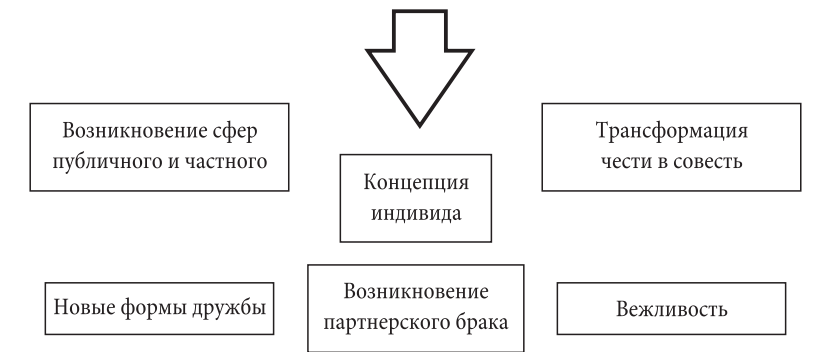 Возникновение сфер
публичного и частного
Трансформация
чести в совесть
Концепция
индивида
Новые формы дружбы
Возникновение
партнерского брака
Вежливость